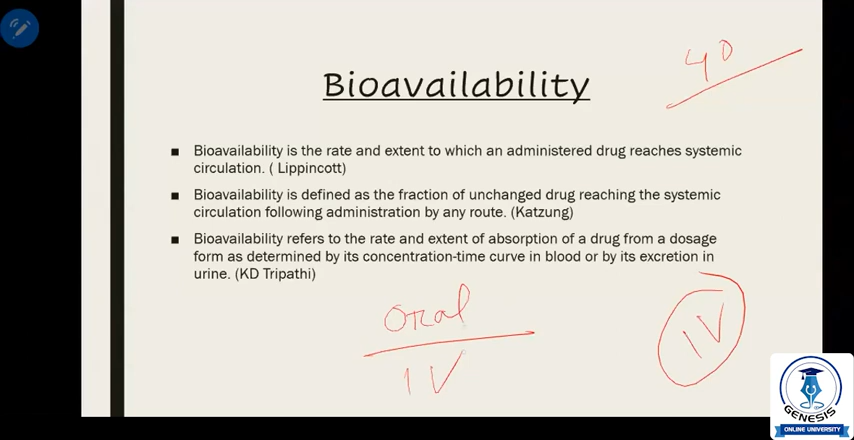 40
Bioavailability
▪ Bioavailability is the rate and extent to which an administered drug reaches systemic
circulation. ( Lippincott)
▪ Bioavailability is defined as the fraction of unchanged drug reaching the systemic
circulation following administration by any route. (Katzung)
▪ Bioavailability refers to the rate and extent of absorption of a drug from a dosage
form as determined by its concentration-time curve in blood or by its excretion in
urine. (KD Tripathi)
oral
IV
IV
GENESIS
ONLINE UNIVERSITY